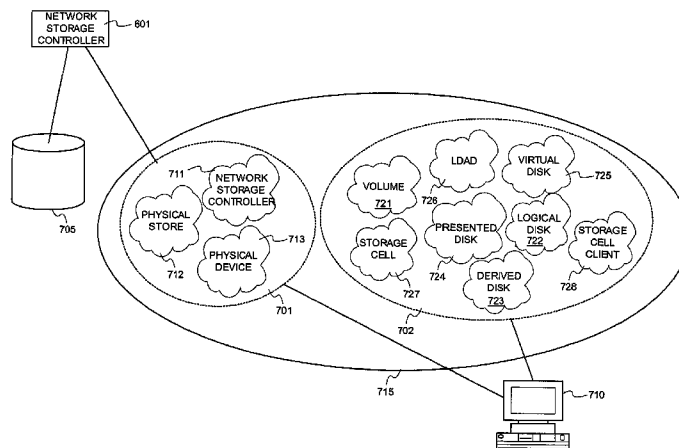 NETWORK
STORAGE
CONTROLLER
601
705
711
NETWORK
STORAGE
CONTROLLER
PHYSICAL
STORE
712
713
PHYSICAL
DEVICE
701
VOLUME
721
LDAD
726
VIRTUAL
DISK
725
STORAGE
CELL
727
PRESENTED
DISK
724
LOGICAL
DISK
722
STORAGE
CELL
CLIENT
728
DERIVED
DISK
723
702
715
710